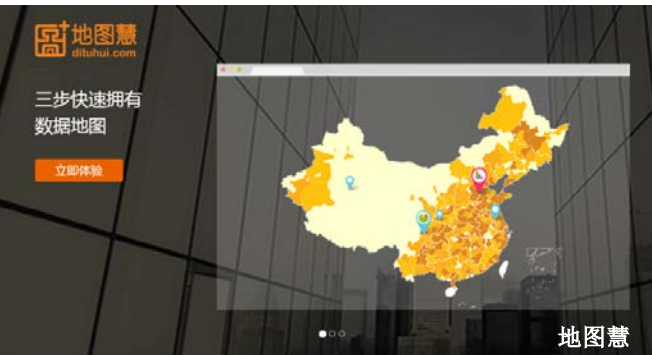 地图慧
dituhui.com
三步快速拥有
数据地图
立即体验
地图慧